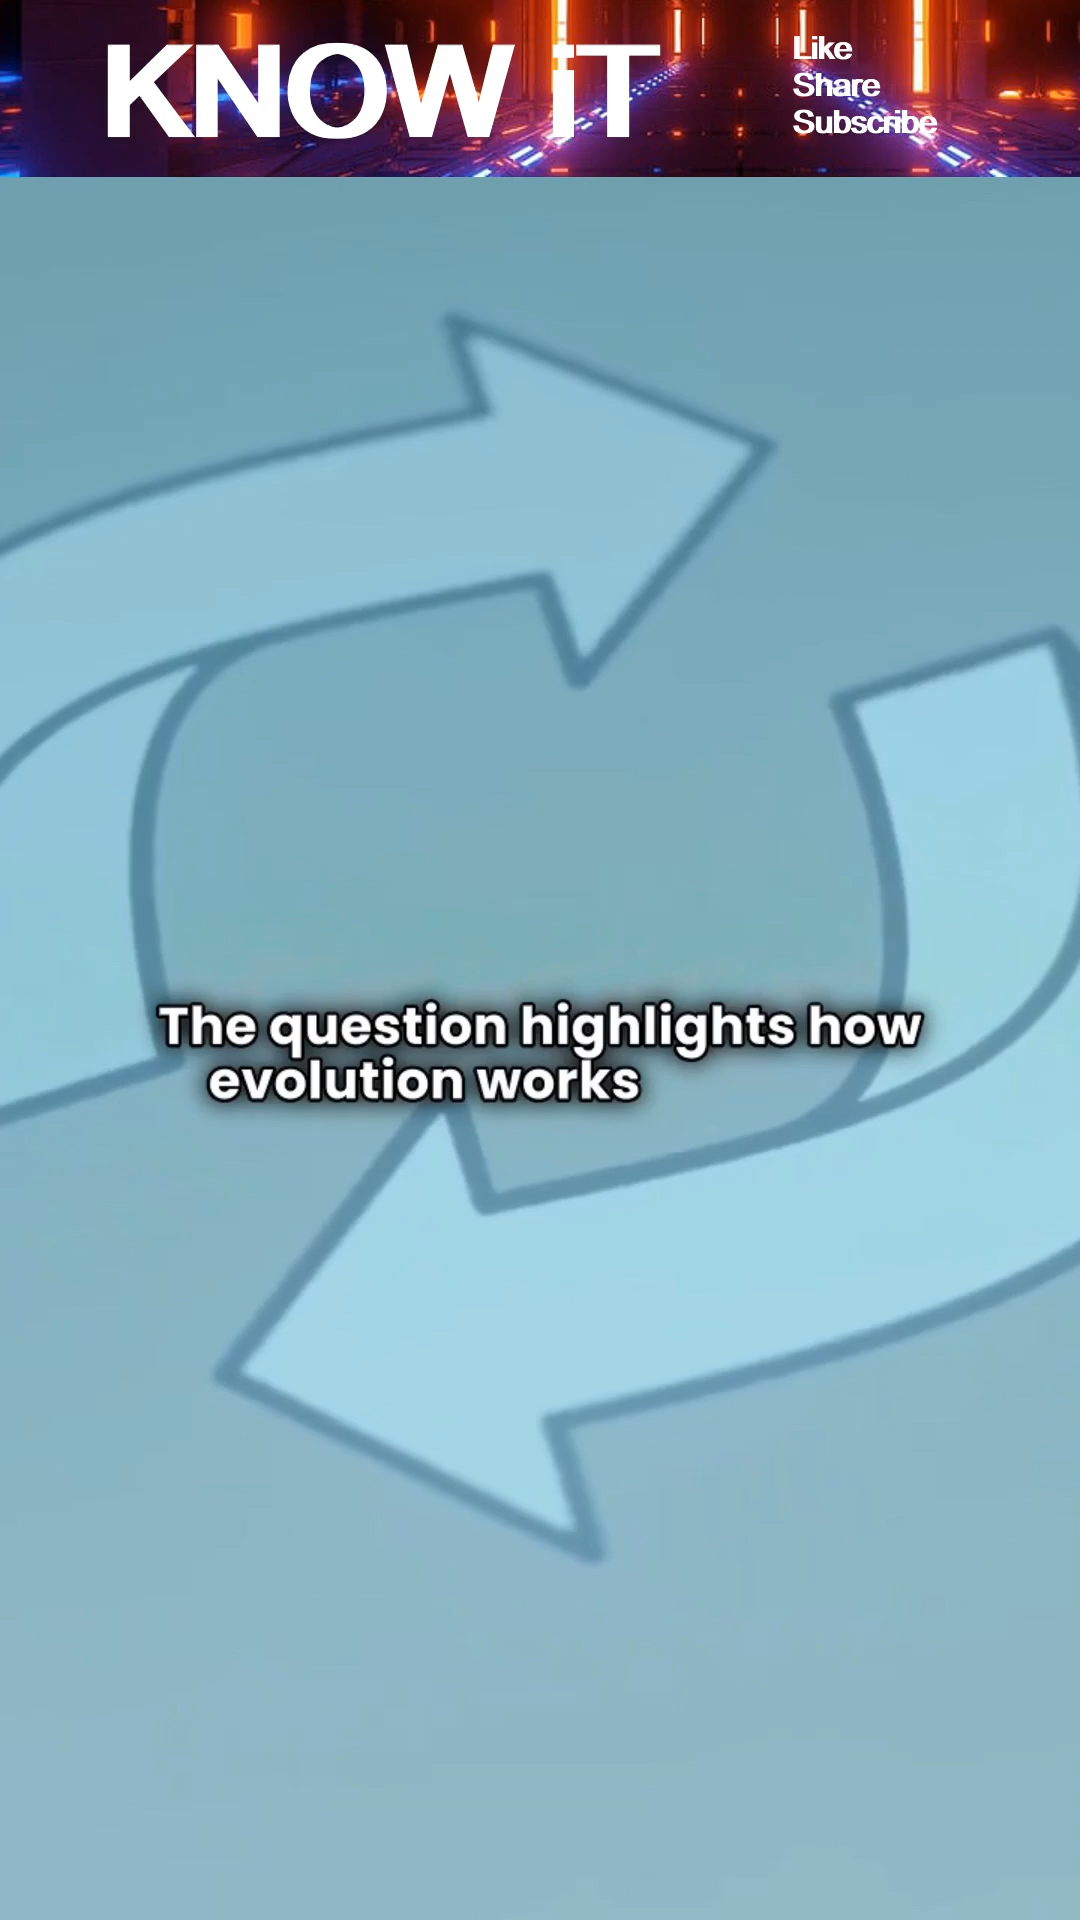 KNOW iT
Like
Share
Subscribe
The question highlights how
evolution works